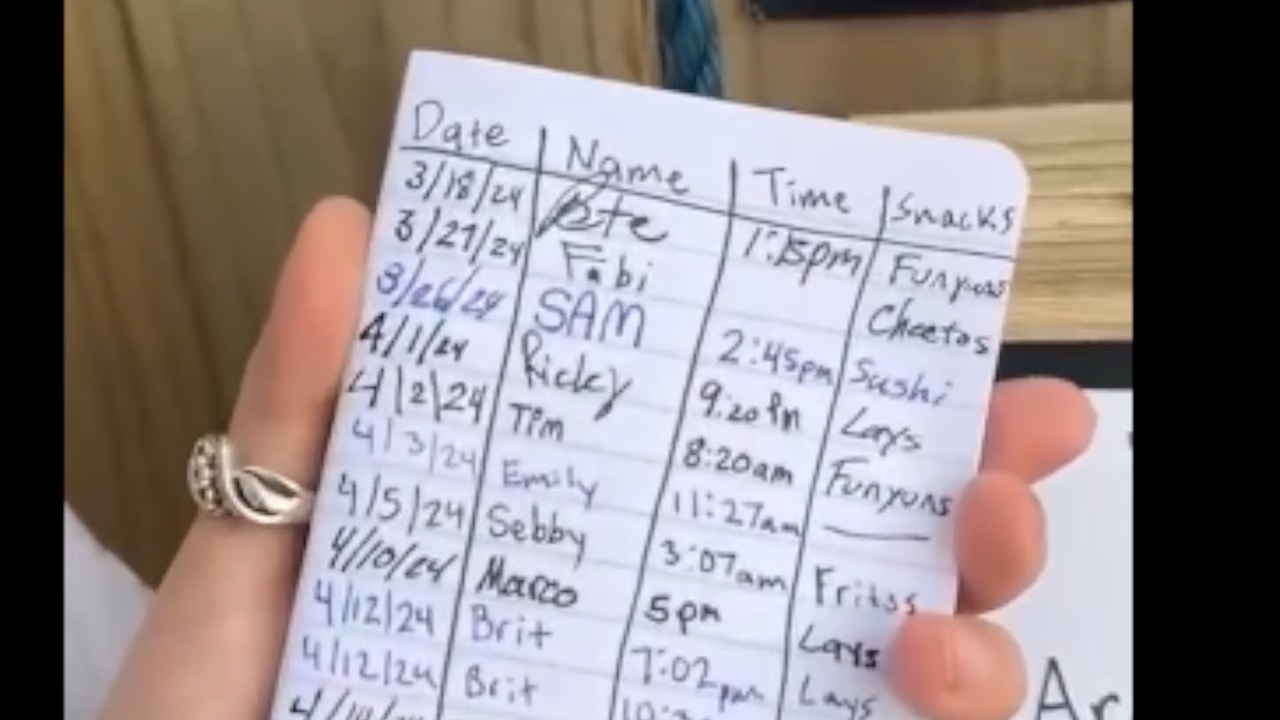 Date Name Time Snacks
3/18/24 Pete 1:15pm Funyuns
3/21/24 Fabi Cheetos
3/26/24 SAM 2:45pm Sushi
4/1/24 Ricky 9:20 Pm Lays
4/2/24 Tim 8:20am Funyuns
4/3/24 Emily 11:27am —
4/5/24 Sebby 3:07am Fritos
4/10/24 Marco 5pm Lays
4/12/24 Brit 7:02pm Lays
4/12/24 Brit
Ar